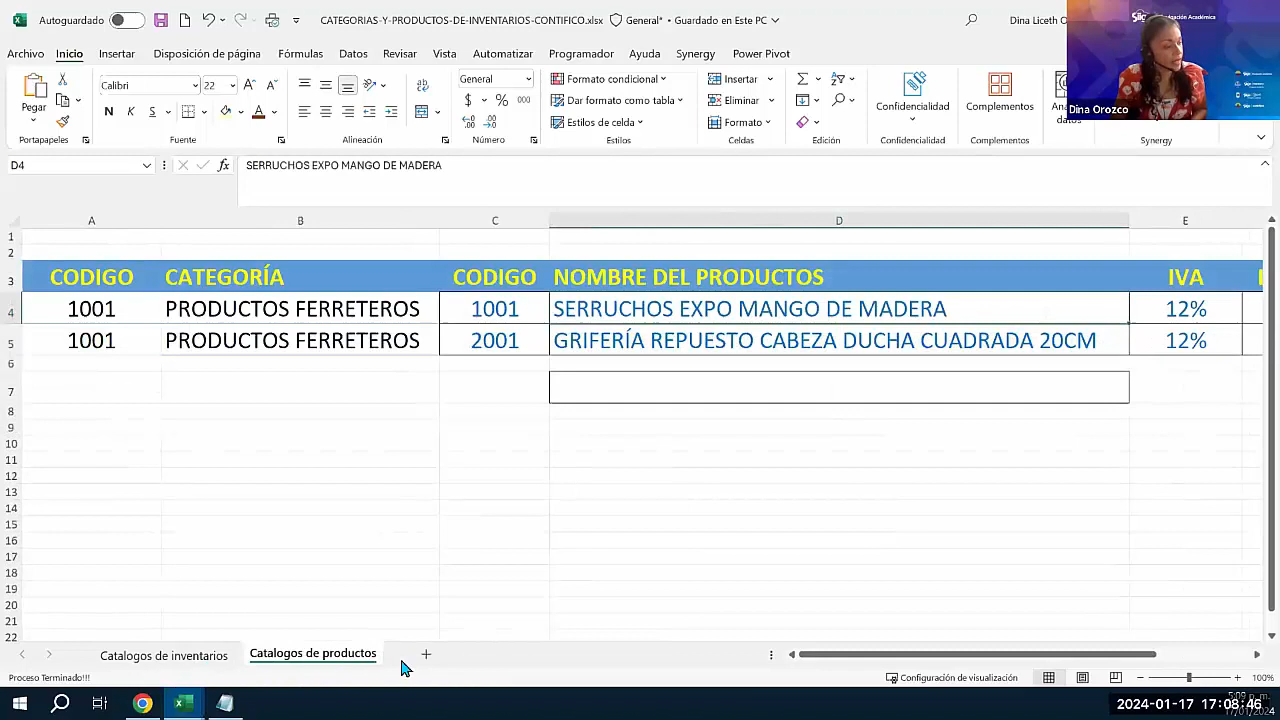 Autoguardado
CATEGORIAS-Y-PRODUCTOS-DE-INVENTARIOS-CONTIFICO.xlsx
General* • Guardado en Este PC
Dina Liceth O
Archivo Inicio Insertar Disposición de página Fórmulas Datos Revisar Vista Automatizar Programador Ayuda Synergy Power Pivot
Pegar
Portapapeles
Calibri 22
N K S
Fuente
Alineación
General
$ % 000
Número
Formato condicional
Dar formato como tabla
Estilos de celda
Estilos
Insertar
Eliminar
Formato
Celdas
Edición
Confidencialidad
Confidencialidad
Complementos
Complementos
datos
Synergy
Dina Orozco
D4 fx SERRUCHOS EXPO MANGO DE MADERA
A B C D E
1
2
3 CODIGO CATEGORÍA CODIGO NOMBRE DEL PRODUCTOS IVA
4 1001 PRODUCTOS FERRETEROS 1001 SERRUCHOS EXPO MANGO DE MADERA 12%
5 1001 PRODUCTOS FERRETEROS 2001 GRIFERÍA REPUESTO CABEZA DUCHA CUADRADA 20CM 12%
6
7
8
9
10
11
12
13
14
15
16
17
18
19
20
21
22
Catalogos de inventarios Catalogos de productos
Proceso Terminado!!! Configuración de visualización 100%
2024-01-17 17:08:46